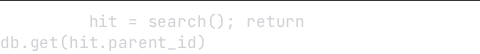 hit = search(); return
db.get(hit.parent_id)